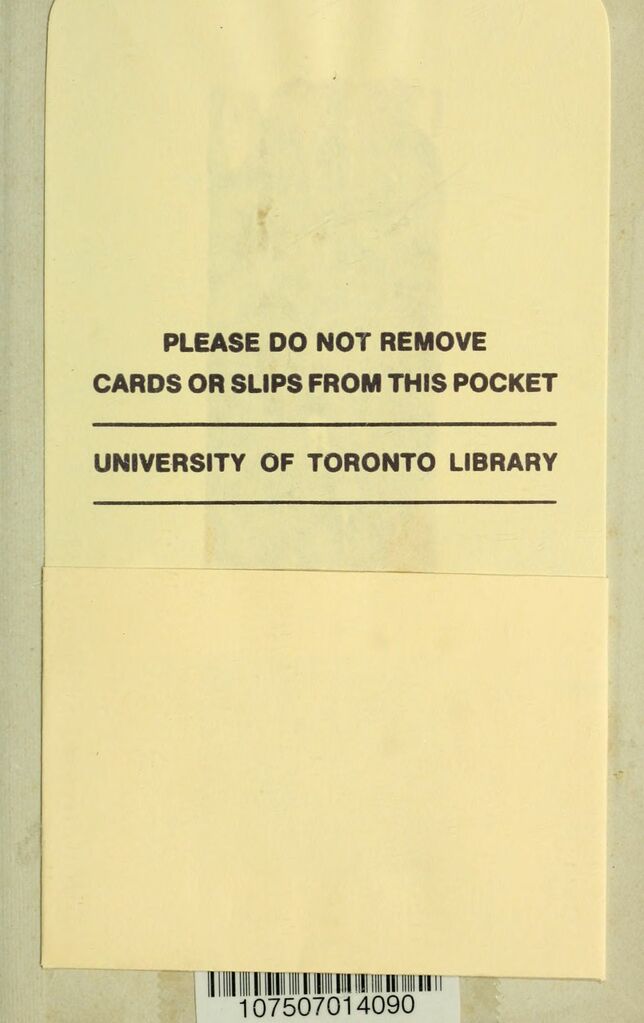 PLEASE DO NOT REMOVE
CARDS OR SLIPS FROM THIS POCKET
UNIVERSITY OF TORONTO LIBRARY
107507014090